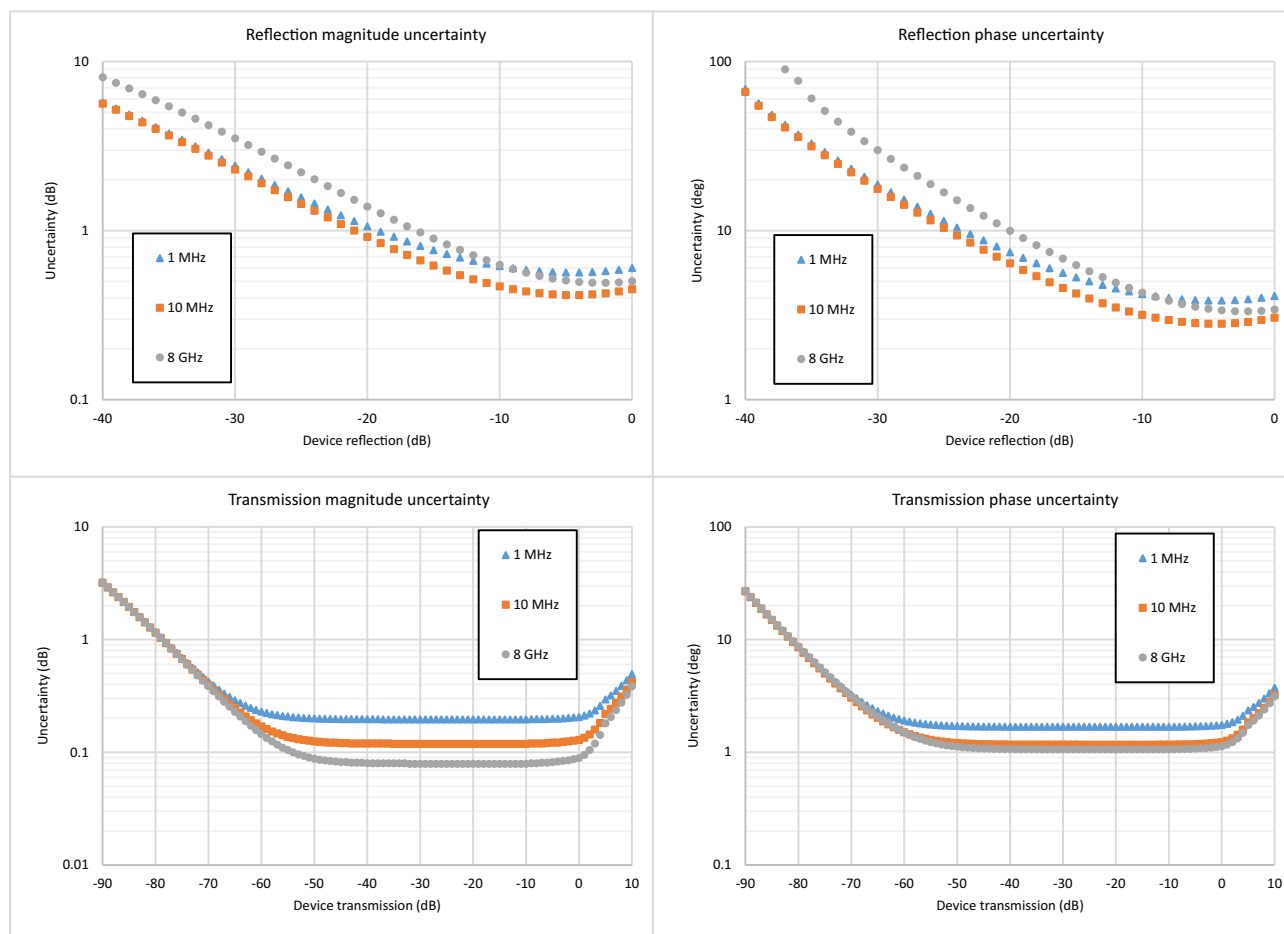 Reflection magnitude uncertainty
10
1
0.1
Uncertainty (dB)
1 MHz
10 MHz
8 GHz
-40
-30
-20
-10
0
Device reflection (dB)
Reflection phase uncertainty
100
10
1
Uncertainty (deg)
1 MHz
10 MHz
8 GHz
-40
-30
-20
-10
0
Device reflection (dB)
Transmission magnitude uncertainty
10
1
0.1
0.01
Uncertainty (dB)
1 MHz
10 MHz
8 GHz
-90
-80
-70
-60
-50
-40
-30
-20
-10
0
10
Device transmission (dB)
Transmission phase uncertainty
100
10
1
0.1
Uncertainty (deg)
1 MHz
10 MHz
8 GHz
-90
-80
-70
-60
-50
-40
-30
-20
-10
0
10
Device transmission (dB)